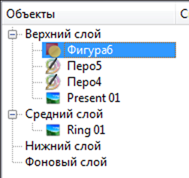 Объекты С
Верхний слой
Фигура6
Перо5
Перо4
Present 01
Средний слой
Ring 01
Нижний слой
Фоновый слой